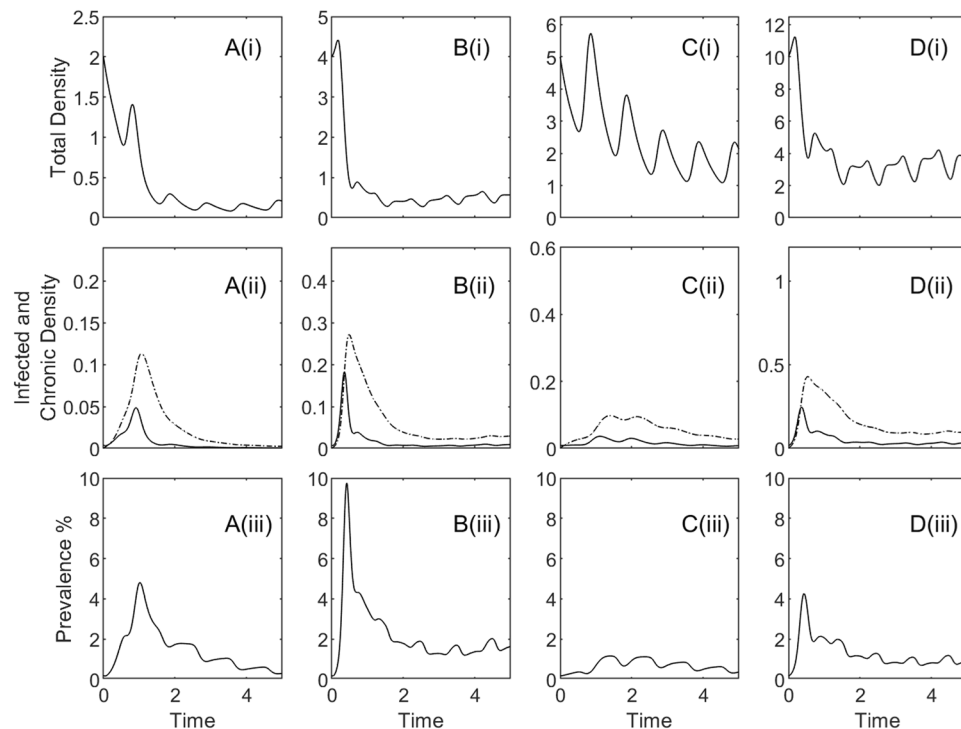 2.5 5 6 12
A(i) B(i) C(i) D(i)
2 4 5 10
1.5 3 4 8
3 6
1 2 2 4
0.5 1 1 2
0 0 0 0
Total Density
0.6
0.2 0.4 1
A(ii) B(ii) C(ii) D(ii)
0.15 0.3 0.4
0.1 0.2 0.2 0.5
0.05 0.1
0 0 0 0
Infected and
Chronic Density
10 10 10 10
A(iii) B(iii) C(iii) D(iii)
8 8 8 8
6 6 6 6
4 4 4 4
2 2 2 2
0 0 0 0
Prevalence %
0 2 4 0 2 4 0 2 4 0 2 4
Time Time Time Time